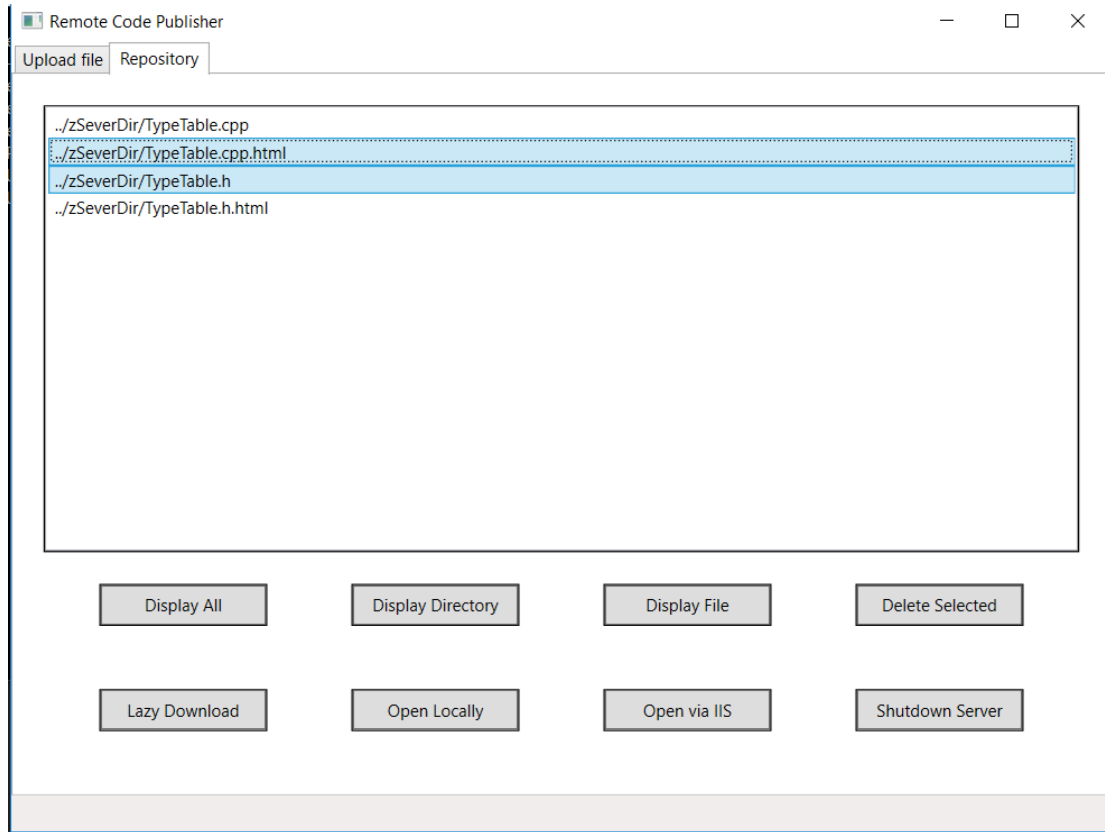 Remote Code Publisher
Upload file Repository
../zSeverDir/TypeTable.cpp
../zSeverDir/TypeTable.cpp.html
../zSeverDir/TypeTable.h
../zSeverDir/TypeTable.h.html
Display All Display Directory Display File Delete Selected
Lazy Download Open Locally Open via IIS Shutdown Server